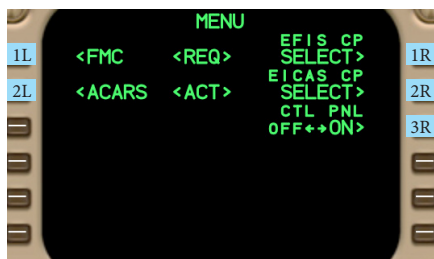 MENU
EFIS CP
1L <FMC <REQ> SELECT> 1R
EICAS CP
2L <ACARS <ACT> SELECT> 2R
CTL PNL
OFF←→ON> 3R